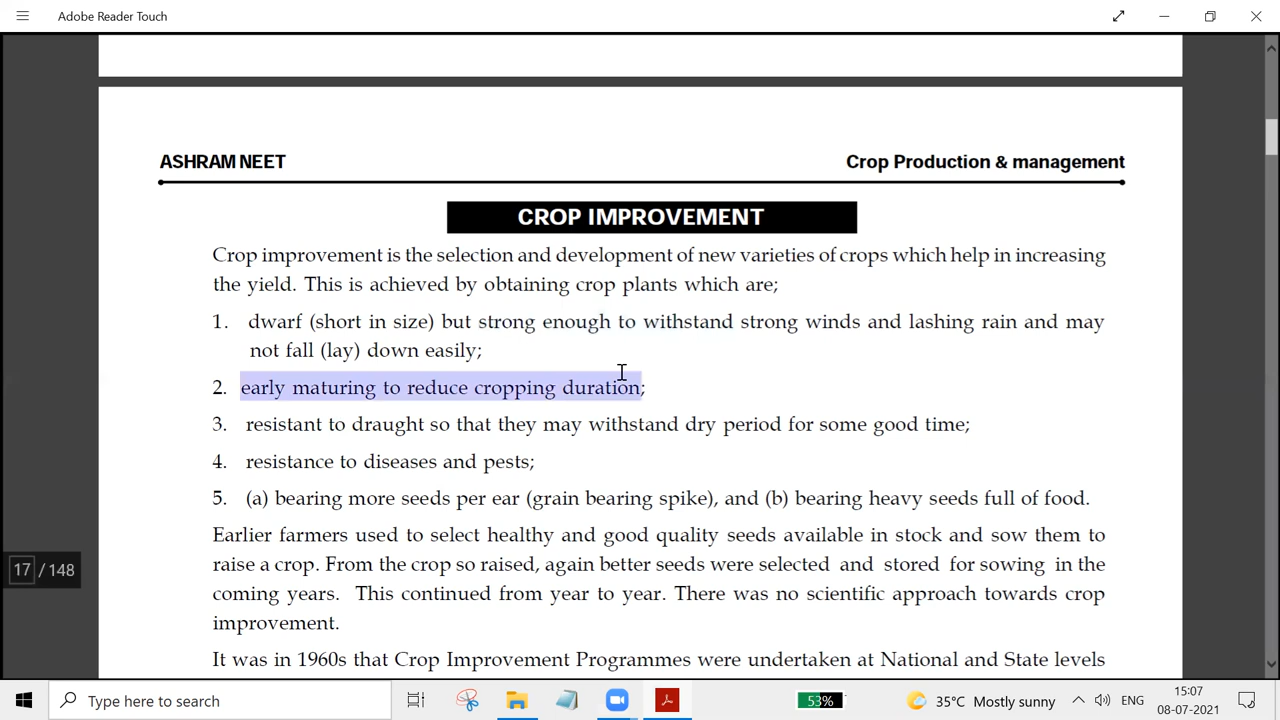 Adobe Reader Touch
ASHRAM NEET
Crop Production & management
CROP IMPROVEMENT
Crop improvement is the selection and development of new varieties of crops which help in increasing
the yield. This is achieved by obtaining crop plants which are;
1. dwarf (short in size) but strong enough to withstand strong winds and lashing rain and may
not fall (lay) down easily;
2. early maturing to reduce cropping duration;
3. resistant to draught so that they may withstand dry period for some good time;
4. resistance to diseases and pests;
5. (a) bearing more seeds per ear (grain bearing spike), and (b) bearing heavy seeds full of food.
Earlier farmers used to select healthy and good quality seeds available in stock and sow them to
raise a crop. From the crop so raised, again better seeds were selected and stored for sowing in the
17 / 148
coming years. This continued from year to year. There was no scientific approach towards crop
improvement.
It was in 1960s that Crop Improvement Programmes were undertaken at National and State levels
Type here to search
53%
35°C Mostly sunny
ENG
15:07
08-07-2021